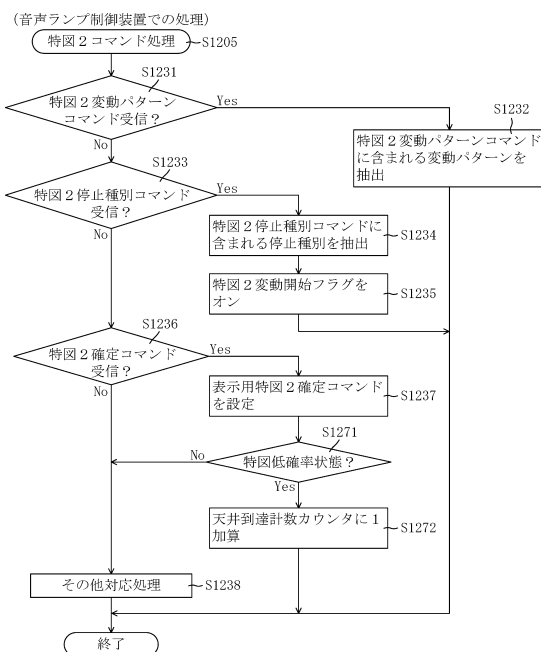 (音声ランプ制御装置での処理)
特図２コマンド処理
S1205
S1231
特図２変動パターン
コマンド受信？
Yes
No
S1232
特図２変動パターンコマンド
に含まれる変動パターンを
抽出
S1233
特図２停止種別コマンド
受信？
Yes
No
特図２停止種別コマンドに
含まれる停止種別を抽出
S1234
特図２変動開始フラグを
オン
S1235
S1236
特図２確定コマンド
受信？
Yes
No
表示用特図２確定コマンド
を設定
S1237
S1271
特図低確率状態？
No
Yes
天井到達計数カウンタに１
加算
S1272
その他対応処理
S1238
終了